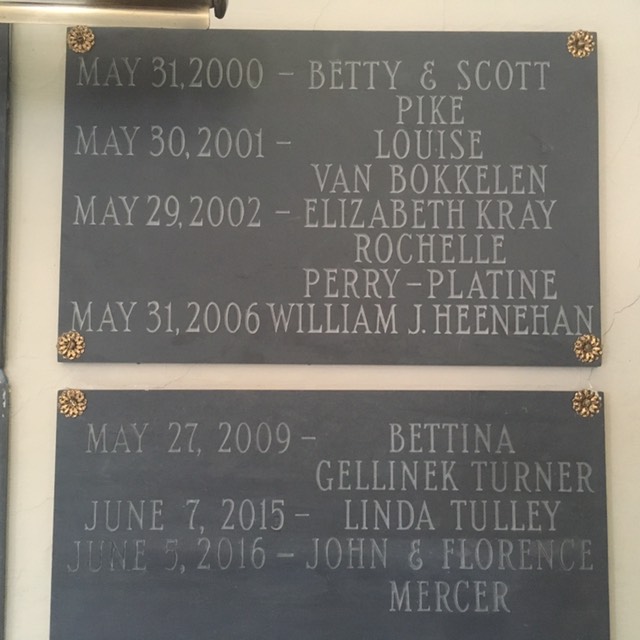 MAY 31,2000 – BETTY & SCOTT
PIKE
MAY 30,2001 – LOUISE
VAN BOKKELEN
MAY 29,2002 – ELIZABETH KRAY
ROCHELLE
PERRY–PLATINE
MAY 31,2006 WILLIAM J. HEENEHAN
MAY 27, 2009 – BETTINA
GELLINEK TURNER
JUNE 7, 2015 – LINDA TULLEY
JUNE 5, 2016 – JOHN & FLORENCE
MERCER